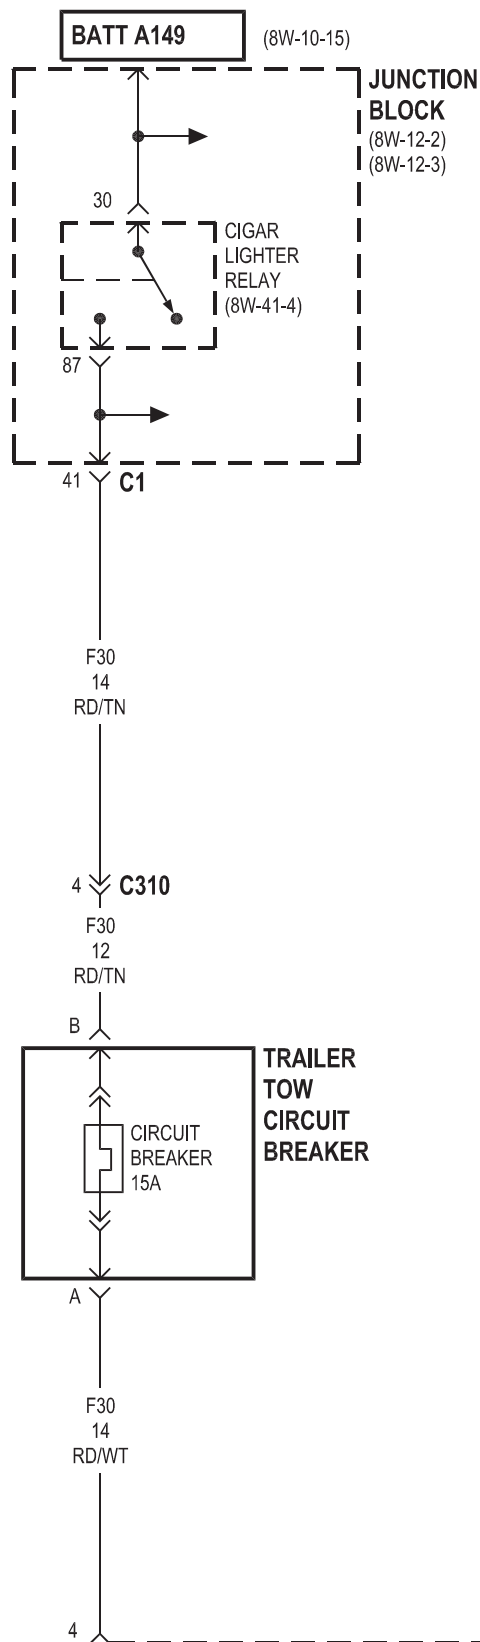 BATT A149
(8W-10-15)
JUNCTION
BLOCK
(8W-12-2)
(8W-12-3)
30
CIGAR
LIGHTER
RELAY
(8W-41-4)
87
41
C1
F30
14
RD/TN
4
C310
F30
12
RD/TN
B
TRAILER
TOW
CIRCUIT
BREAKER
CIRCUIT
BREAKER
15A
A
F30
14
RD/WT
4